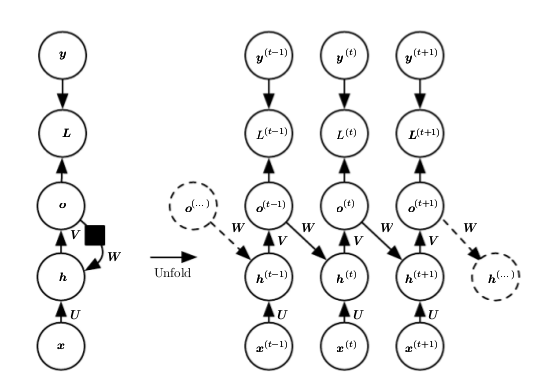 y y^(t−1) y^(t) y^(t+1)
L L^(t−1) L^(t) L^(t+1)
o o^(...) o^(t−1) o^(t) o^(t+1)
V W W W W
W V V V
h h^(t−1) h^(t) h^(t+1) h^(...)
Unfold
U U U U
x x^(t−1) x^(t) x^(t+1)